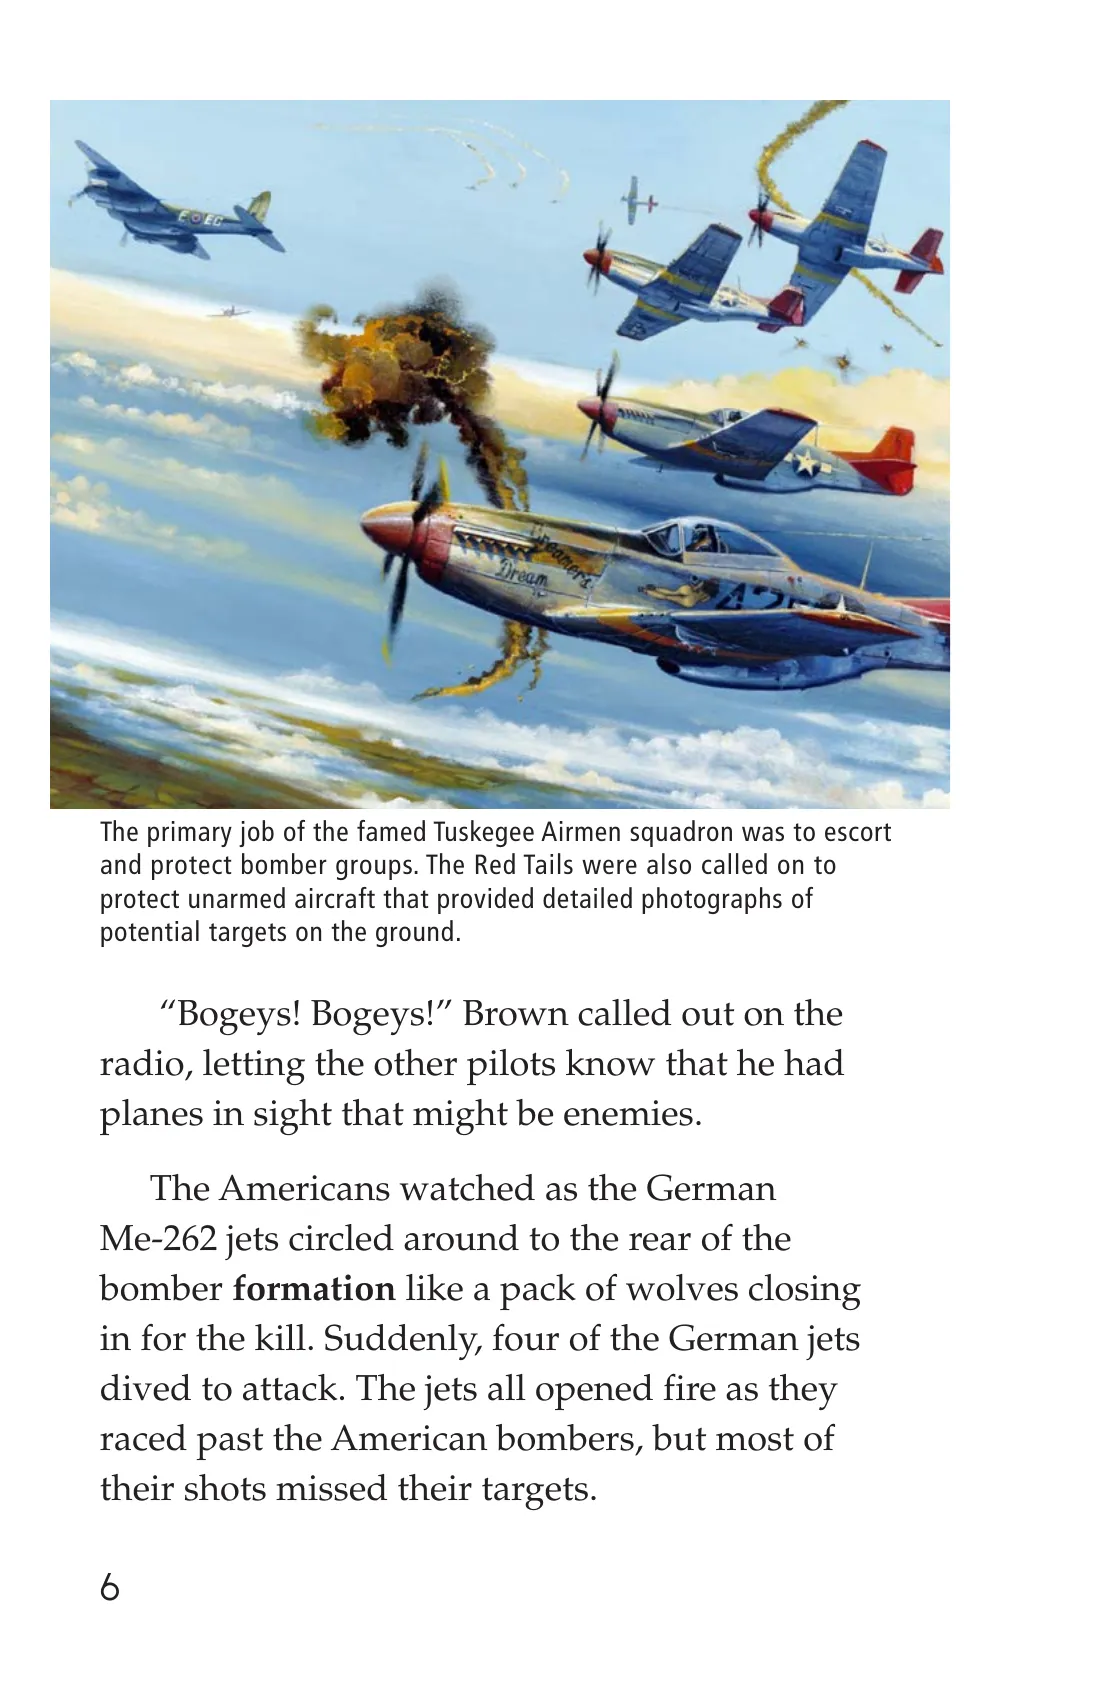 E EG
Dreamer's
Dream
The primary job of the famed Tuskegee Airmen squadron was to escort
and protect bomber groups. The Red Tails were also called on to
protect unarmed aircraft that provided detailed photographs of
potential targets on the ground.
“Bogeys! Bogeys!” Brown called out on the
radio, letting the other pilots know that he had
planes in sight that might be enemies.
The Americans watched as the German
Me-262 jets circled around to the rear of the
bomber formation like a pack of wolves closing
in for the kill. Suddenly, four of the German jets
dived to attack. The jets all opened fire as they
raced past the American bombers, but most of
their shots missed their targets.
6